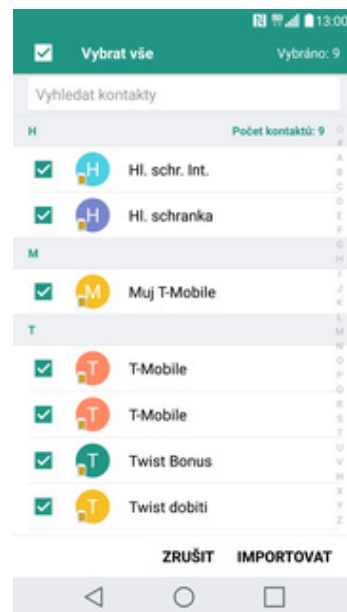 13:00
Vybrat vše Vybráno: 9
Vyhledat kontakty
H Počet kontaktů: 9
H Hl. schr. Int.
H Hl. schranka
M
M Muj T-Mobile
T
T T-Mobile
T T-Mobile
T Twist Bonus
T Twist dobiti
#
A
B
C
D
E
F
G
H
I
J
K
L
M
N
O
P
Q
R
S
T
U
V
W
X
Y
Z
ZRUŠIT IMPORTOVAT